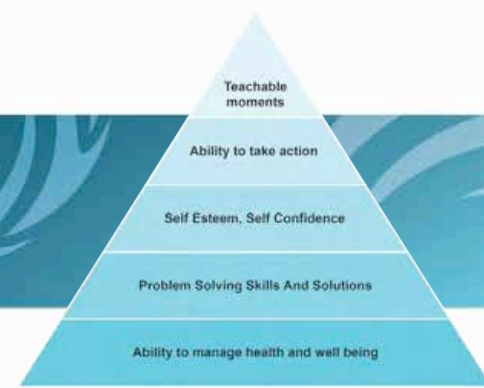 Teachable
moments
Ability to take action
Self Esteem, Self Confidence
Problem Solving Skills And Solutions
Ability to manage health and well being